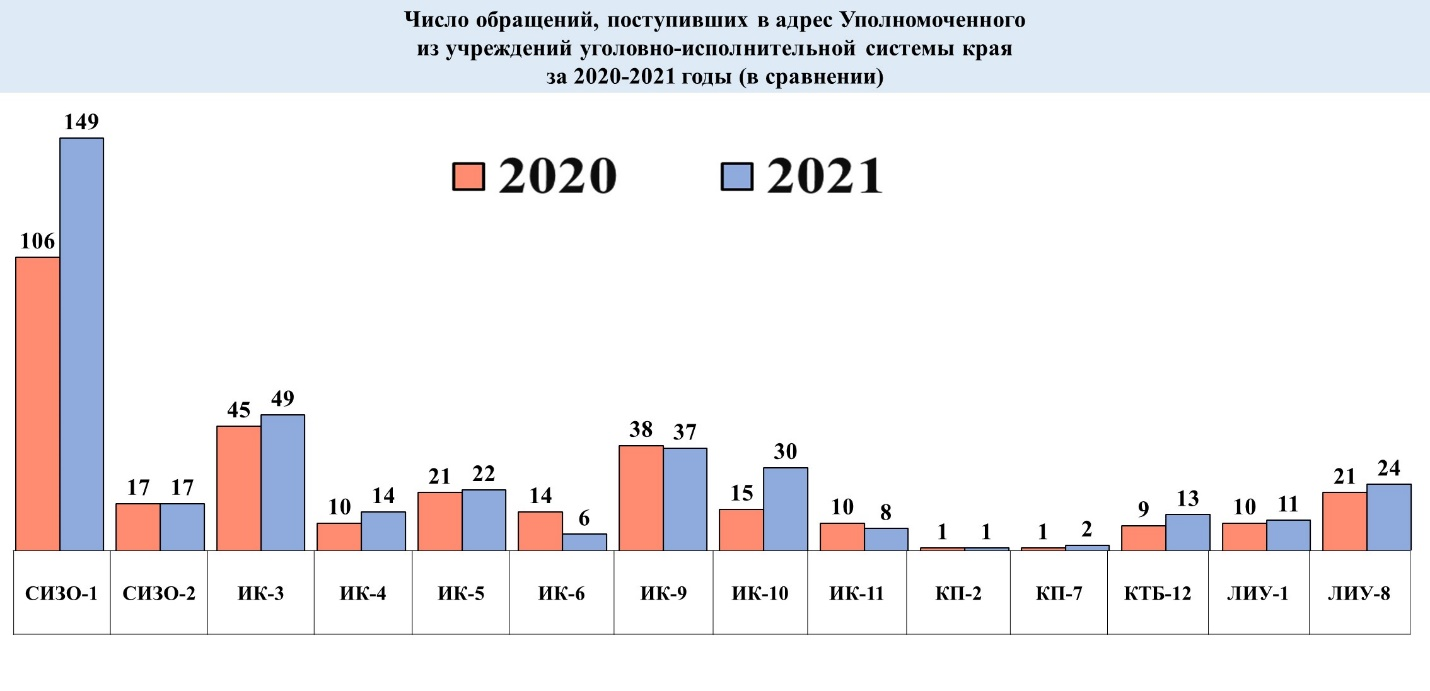 Число обращений, поступивших в адрес Уполномоченного
из учреждений уголовно-исполнительной системы края
за 2020-2021 годы (в сравнении)
2020 2021
106 149 17 17 45 49 10 14 21 22 14 6 38 37 15 30 10 8 1 1 1 2 9 13 10 11 21 24
СИЗО-1 СИЗО-2 ИК-3 ИК-4 ИК-5 ИК-6 ИК-9 ИК-10 ИК-11 КП-2 КП-7 КТБ-12 ЛИУ-1 ЛИУ-8